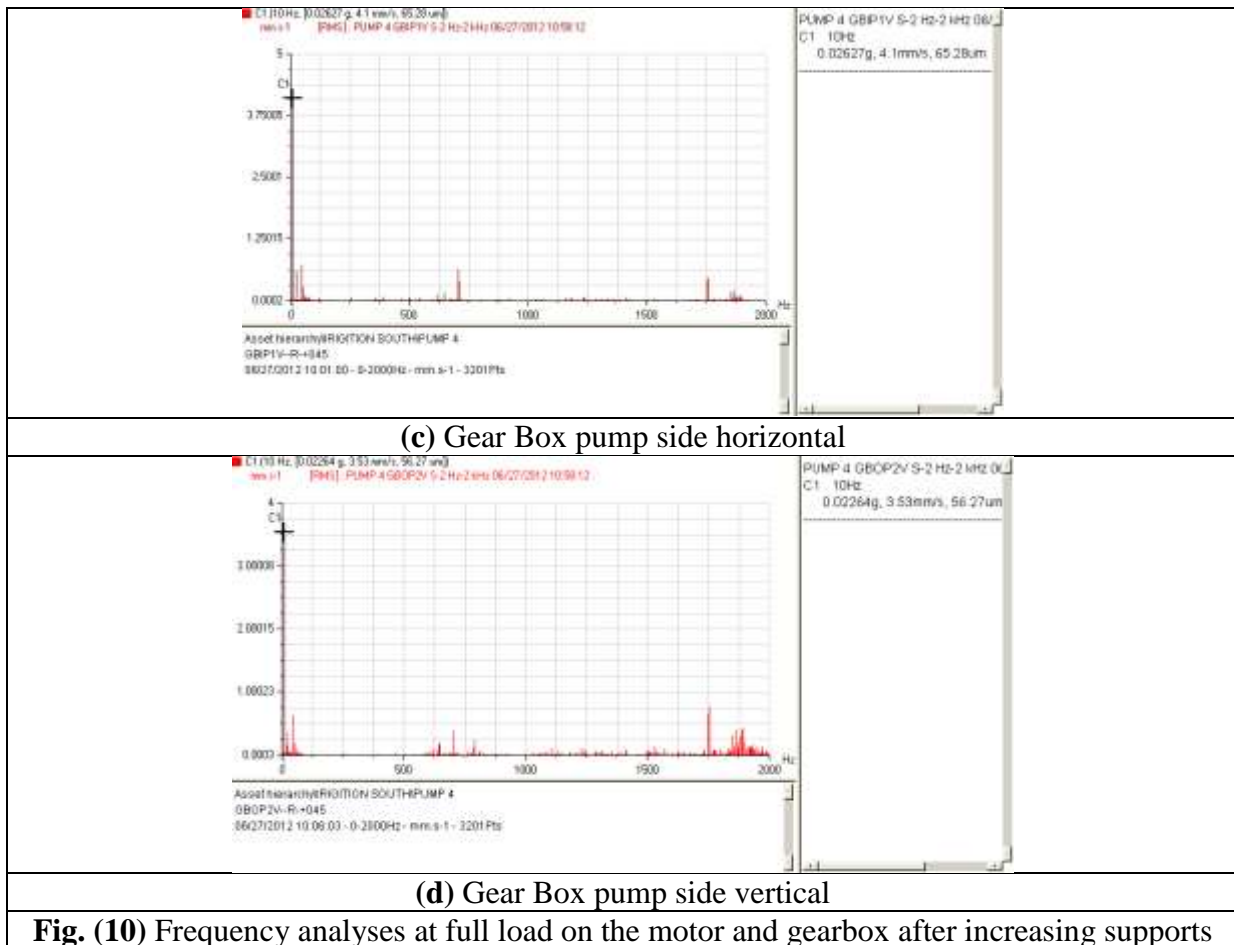 C1 (10 Hz, [0.02627 g, 4.1 mm/s, 65.28 um])
mm.s-1 [RMS] : PUMP 4 GBIP1V S-2 Hz-2 kHz 06/27/2012 10:58:12
5
C1
3.75005
2.5001
1.25015
0.0002
0 500 1000 1500 2000
Hz
Asset hierarchy\IRIGITION SOUTH\PUMP 4
GBIP1V--R-+045
06/27/2012 10:01:00 - 0-2000Hz - mm.s-1 - 3201Pts
PUMP 4 GBIP1V S-2 Hz-2 kHz 06/
C1 10Hz
0.02627g, 4.1mm/s, 65.28um
(c) Gear Box pump side horizontal
C1 (10 Hz, [0.02264 g, 3.53 mm/s, 56.27 um])
mm.s-1 [RMS] : PUMP 4 GBOP2V S-2 Hz-2 kHz 06/27/2012 10:58:12
4
C1
3.00008
2.00015
1.00023
0.0003
0 500 1000 1500 2000
Hz
Asset hierarchy\IRIGITION SOUTH\PUMP 4
GBOP2V--R-+045
06/27/2012 10:06:03 - 0-2000Hz - mm.s-1 - 3201Pts
PUMP 4 GBOP2V S-2 Hz-2 kHz 0
C1 10Hz
0.02264g, 3.53mm/s, 56.27um
(d) Gear Box pump side vertical
Fig. (10) Frequency analyses at full load on the motor and gearbox after increasing supports